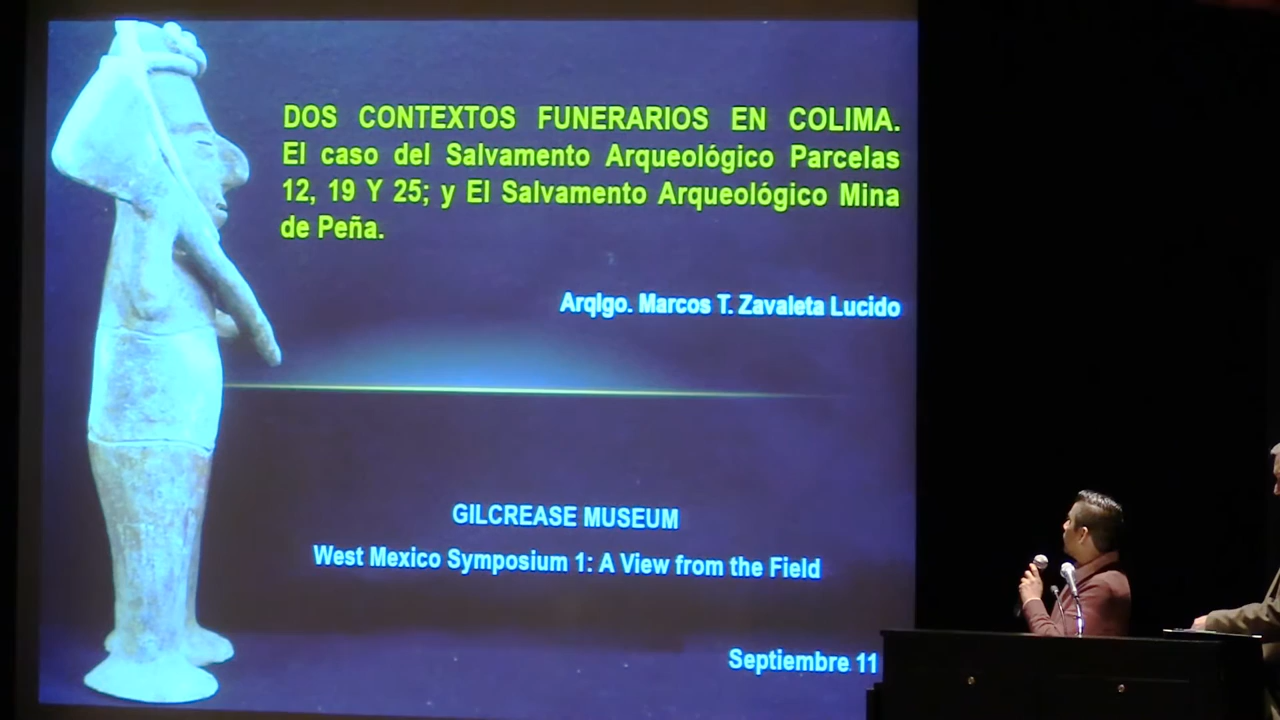 DOS CONTEXTOS FUNERARIOS EN COLIMA.
El caso del Salvamento Arqueológico Parcelas
12, 19 Y 25; y El Salvamento Arqueológico Mina
de Peña.
Arqlgo. Marcos T. Zavaleta Lucido
GILCREASE MUSEUM
West Mexico Symposium 1: A View from the Field
Septiembre 11